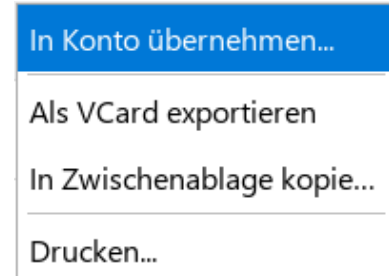 In Konto übernehmen...
Als VCard exportieren
In Zwischenablage kopie...
Drucken...